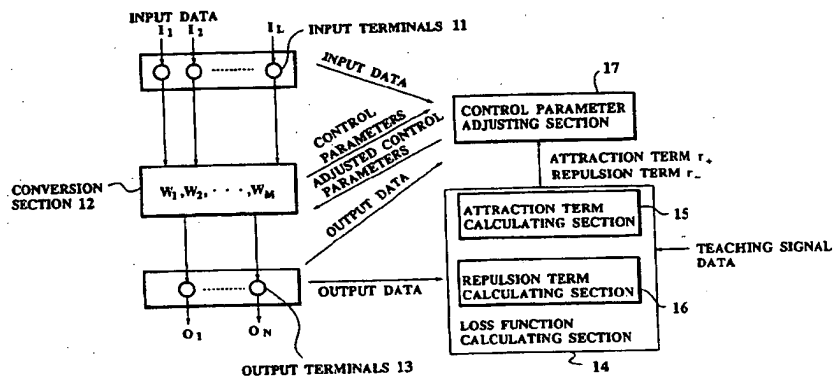 INPUT DATA
I1 I2 IL
INPUT TERMINALS 11
INPUT DATA
17
CONTROL PARAMETER
ADJUSTING SECTION
CONTROL
PARAMETERS
ADJUSTED CONTROL
PARAMETERS
ATTRACTION TERM r+
REPULSION TERM r-
CONVERSION
SECTION 12
W1, W2, · · · , WM
OUTPUT DATA
ATTRACTION TERM
CALCULATING SECTION
15
TEACHING SIGNAL
DATA
REPULSION TERM
CALCULATING SECTION
16
OUTPUT DATA
LOSS FUNCTION
CALCULATING SECTION
O1 ON
OUTPUT TERMINALS 13
14